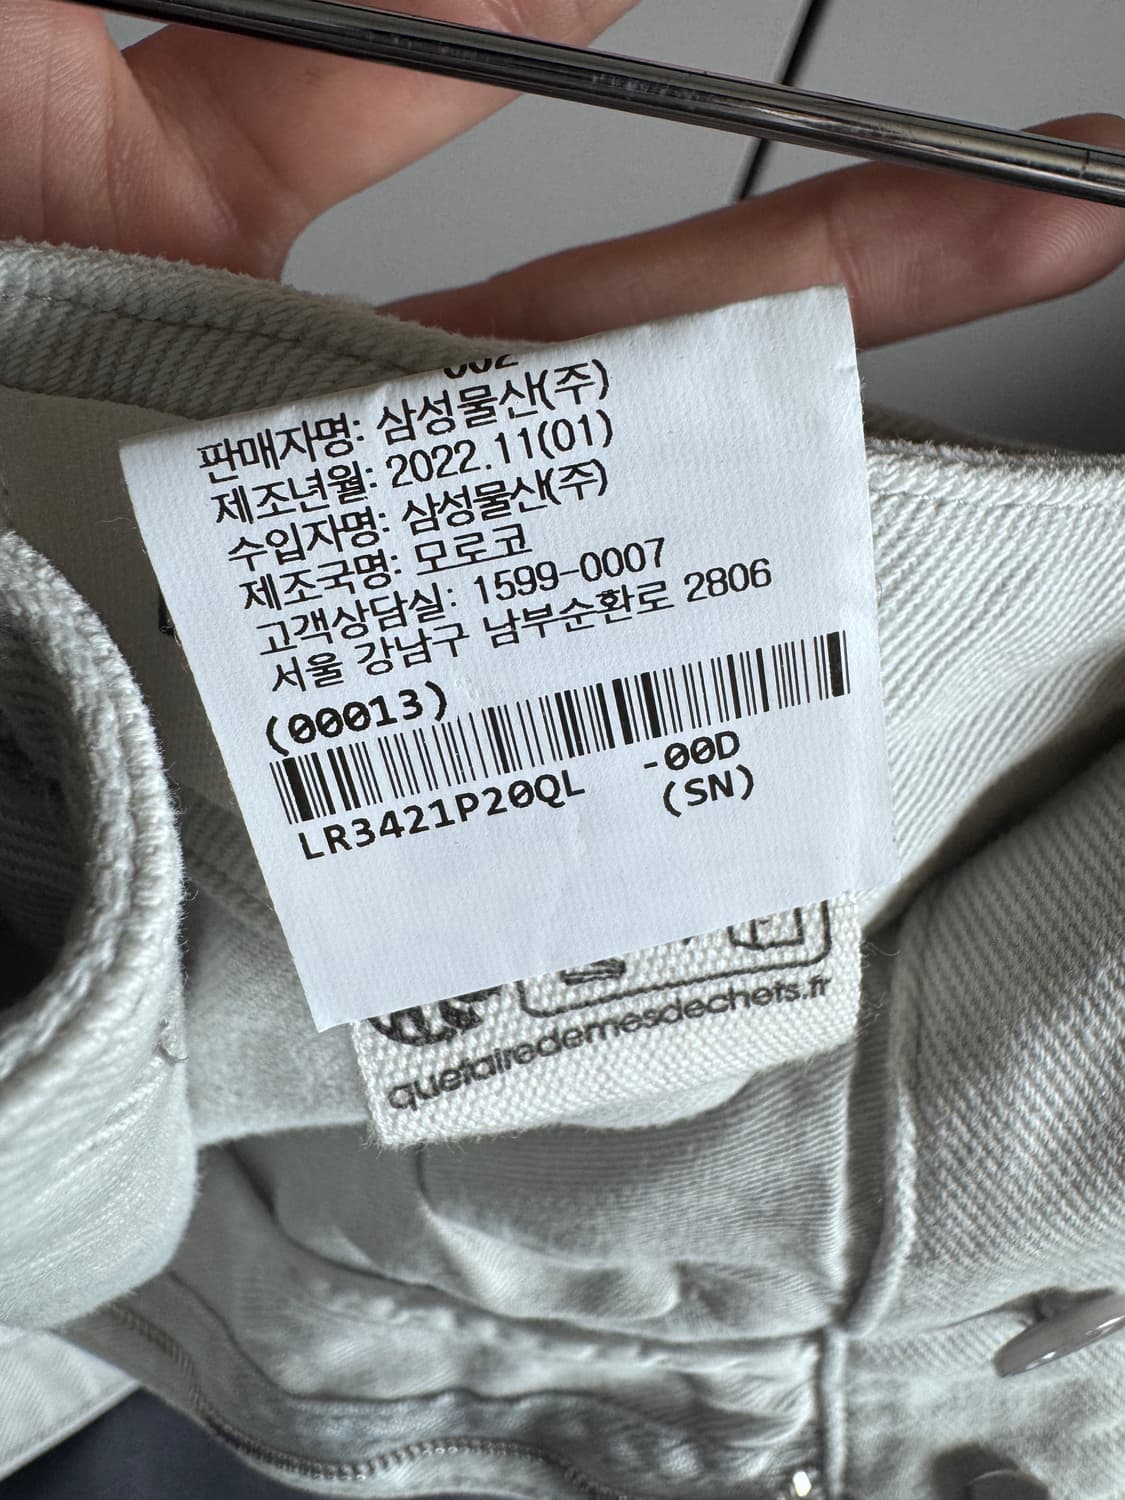 002
판매자명: 삼성물산(주)
제조년월: 2022.11(01)
수입자명: 삼성물산(주)
제조국명: 모로코
고객상담실: 1599-0007
서울 강남구 남부순환로 2806
(00013)
LR3421P20QL -00D
(SN)
quefairedemesdechets.fr